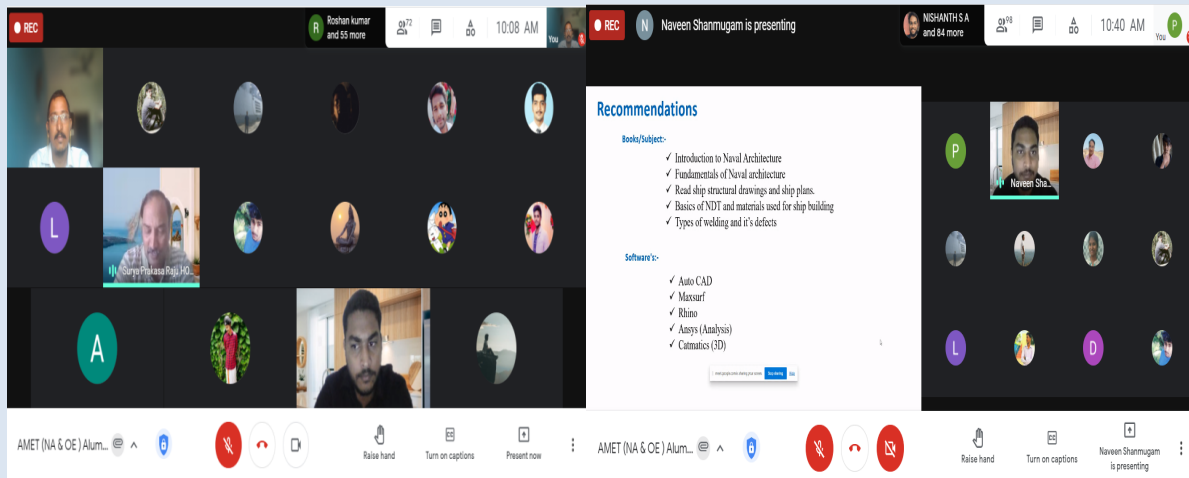 REC
Roshan kumar
and 55 more
72
10:08 AM
You
L
Surya Prakasa Raju HO...
A
AMET (NA & OE ) Alum...
Raise hand
Turn on captions
Present now
REC
N
Naveen Shanmugam is presenting
NISHANTH S A
and 84 more
98
10:40 AM
You
P
Recommendations
Books/Subject:-
✓ Introduction to Naval Architecture
✓ Fundamentals of Naval architecture
✓ Read ship structural drawings and ship plans.
✓ Basics of NDT and materials used for ship building
✓ Types of welding and it's defects
Software's:-
✓ Auto CAD
✓ Maxsurf
✓ Rhino
✓ Ansys (Analysis)
✓ Catmatics (3D)
Stop sharing
Hide
P
Naveen Sha...
L
D
AMET (NA & OE ) Alum...
Raise hand
Turn on captions
Naveen Shanmugam
is presenting